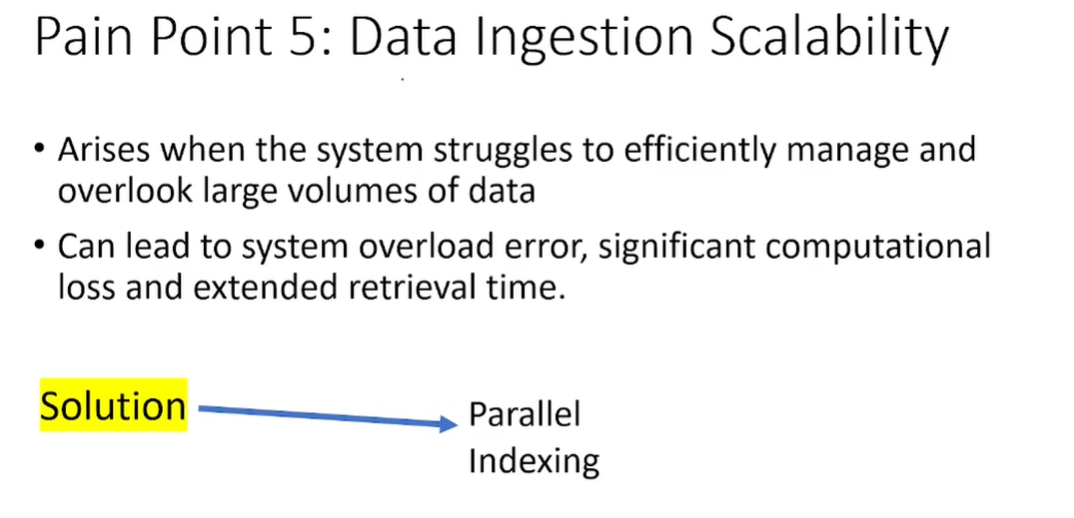 Pain Point 5: Data Ingestion Scalability
• Arises when the system struggles to efficiently manage and
overlook large volumes of data
• Can lead to system overload error, significant computational
loss and extended retrieval time.
Solution
Parallel
Indexing